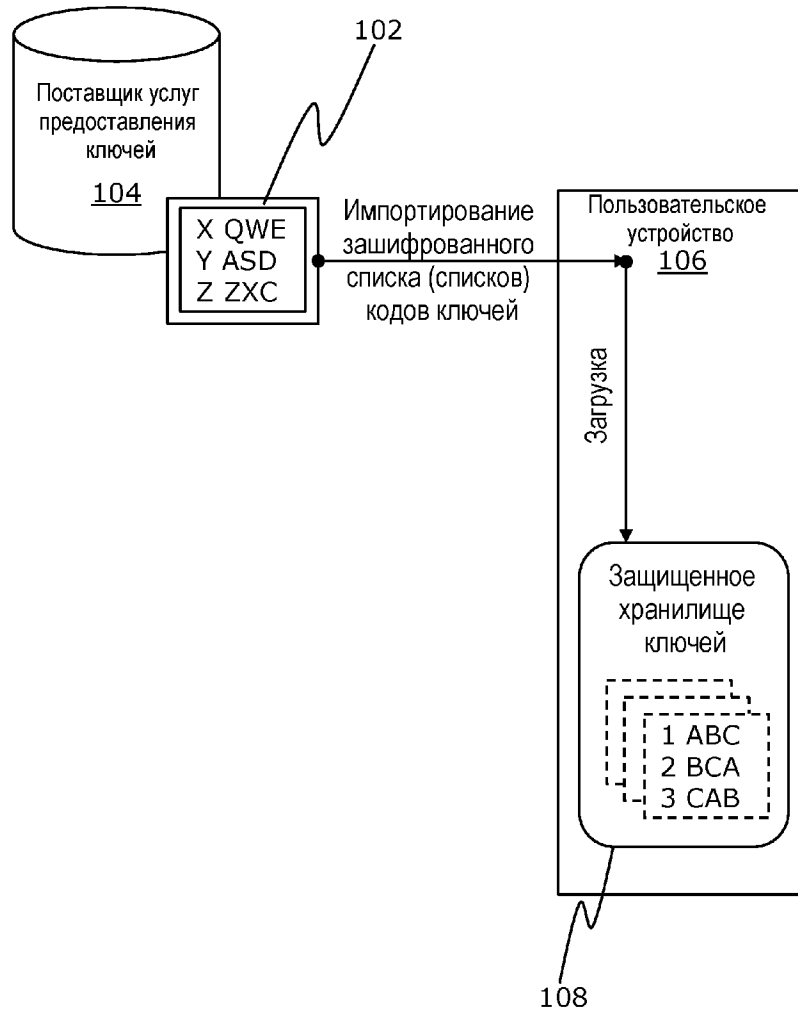 102
Поставщик услуг
предоставления
ключей
104
X QWE
Y ASD
Z ZXC
Импортирование
зашифрованного
списка (списков)
кодов ключей
Пользовательское
устройство
106
Загрузка
Защищенное
хранилище
ключей
1 ABC
2 BCA
3 CAB
108